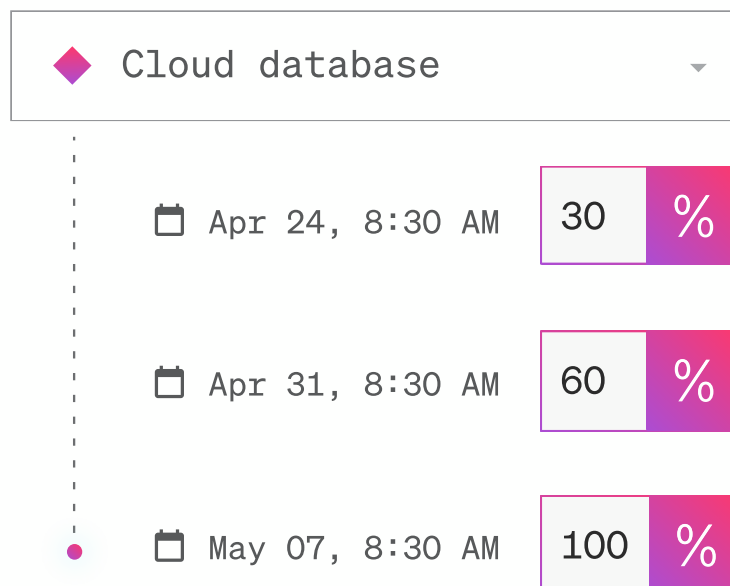 Cloud database
Apr 24, 8:30 AM 30 %
Apr 31, 8:30 AM 60 %
May 07, 8:30 AM 100 %